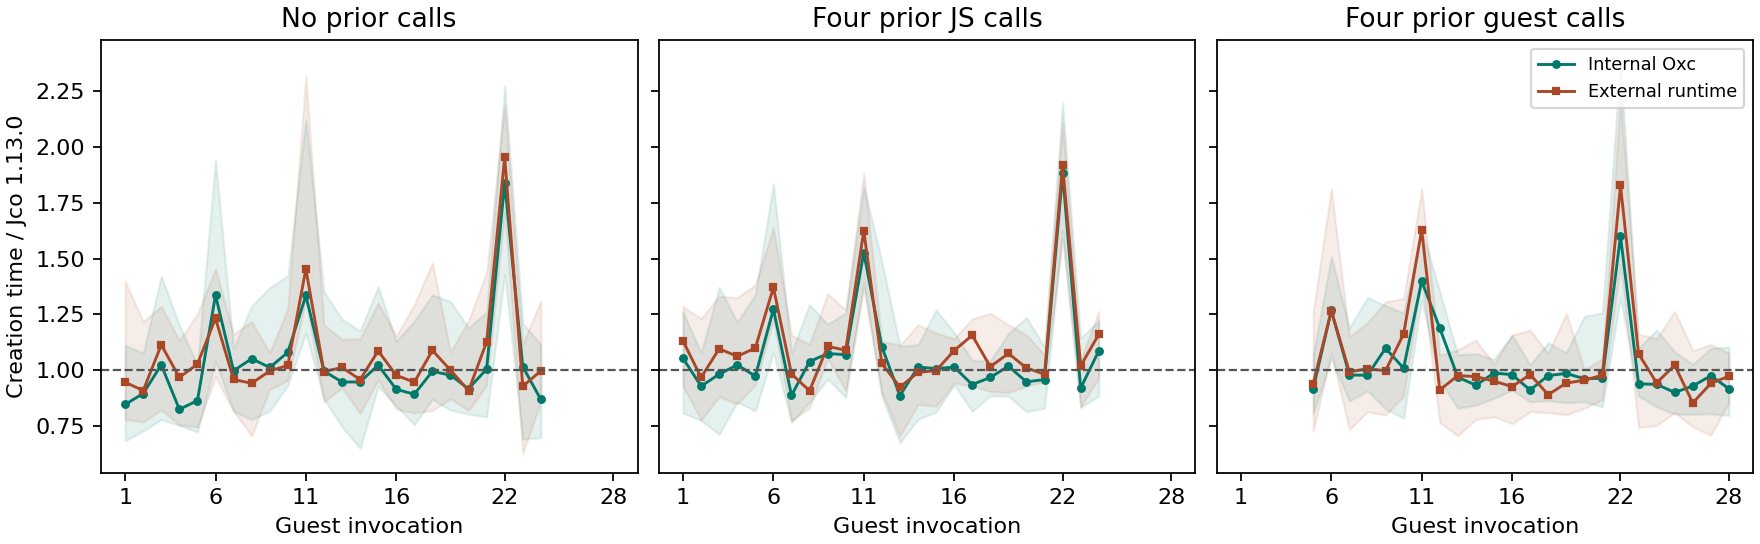 No prior calls
Four prior JS calls
Four prior guest calls
Creation time / Jco 1.13.0
2.25
2.00
1.75
1.50
1.25
1.00
0.75
Internal Oxc
External runtime
1 6 11 16 22 28
1 6 11 16 22 28
1 6 11 16 22 28
Guest invocation
Guest invocation
Guest invocation